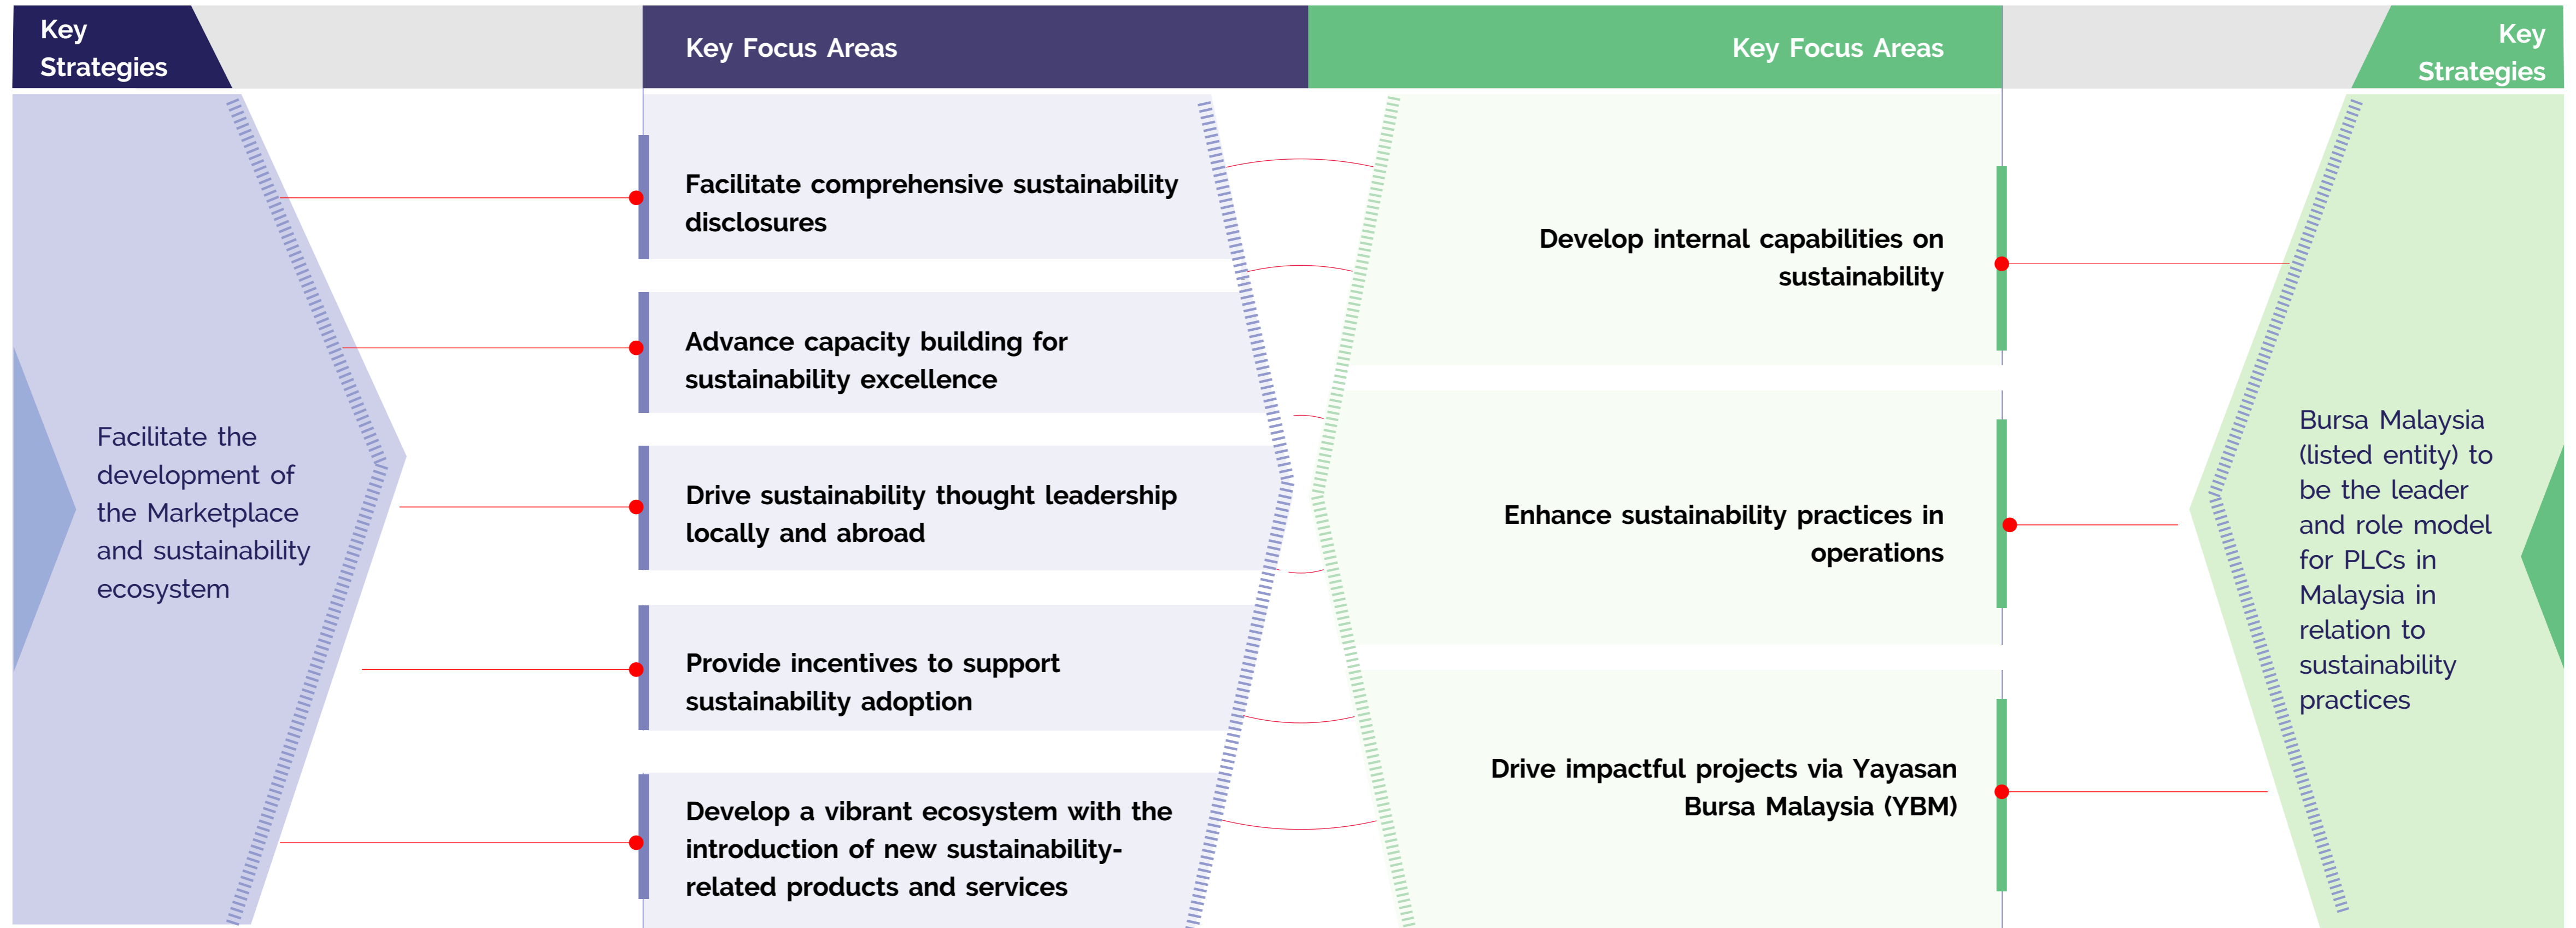 Key
Strategies
Key Focus Areas
Key Focus Areas
Key
Strategies
Facilitate the
development of
the Marketplace
and sustainability
ecosystem
Facilitate comprehensive sustainability
disclosures
Advance capacity building for
sustainability excellence
Drive sustainability thought leadership
locally and abroad
Provide incentives to support
sustainability adoption
Develop a vibrant ecosystem with the
introduction of new sustainability-
related products and services
Develop internal capabilities on
sustainability
Enhance sustainability practices in
operations
Drive impactful projects via Yayasan
Bursa Malaysia (YBM)
Bursa Malaysia
(listed entity) to
be the leader
and role model
for PLCs in
Malaysia in
relation to
sustainability
practices